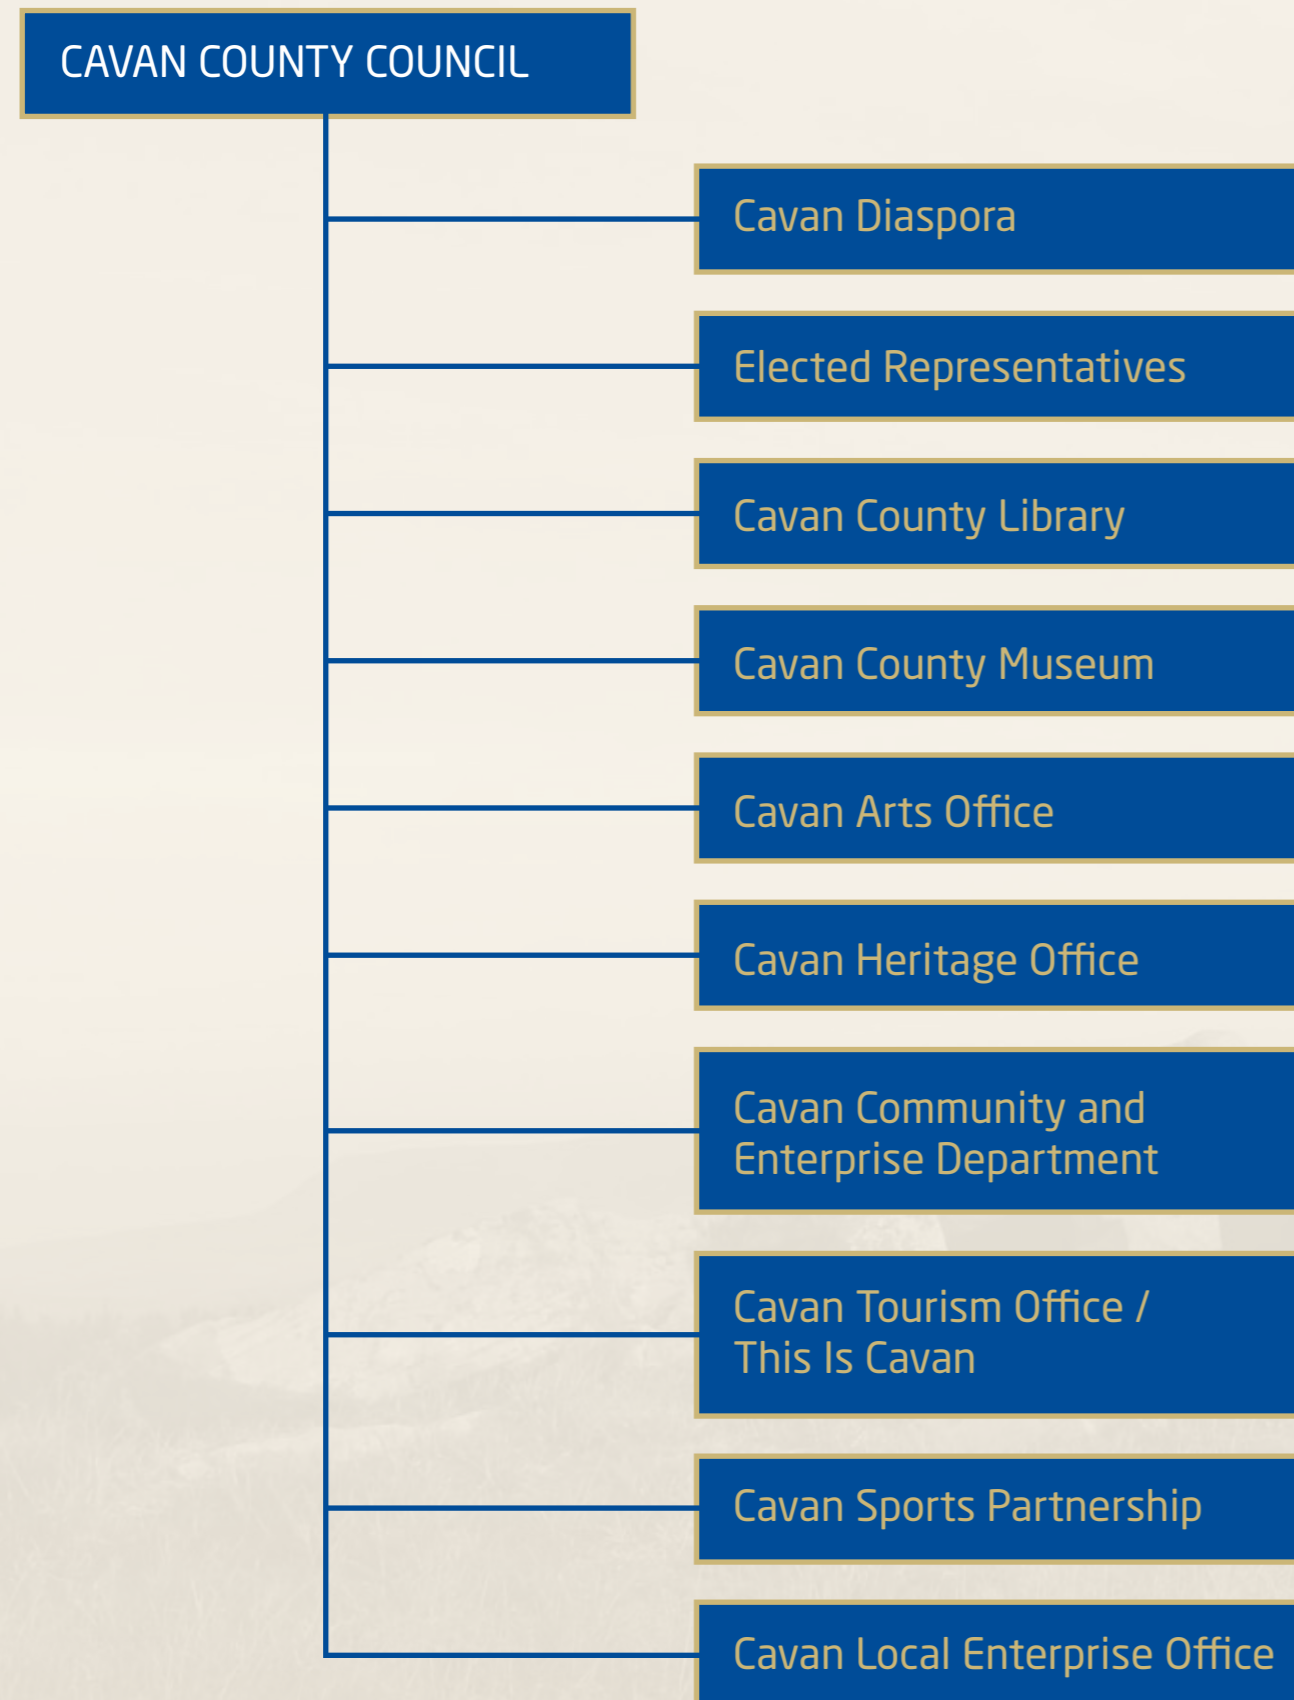 CAVAN COUNTY COUNCIL
Cavan Diaspora
Elected Representatives
Cavan County Library
Cavan County Museum
Cavan Arts Office
Cavan Heritage Office
Cavan Community and
Enterprise Department
Cavan Tourism Office /
This Is Cavan
Cavan Sports Partnership
Cavan Local Enterprise Office